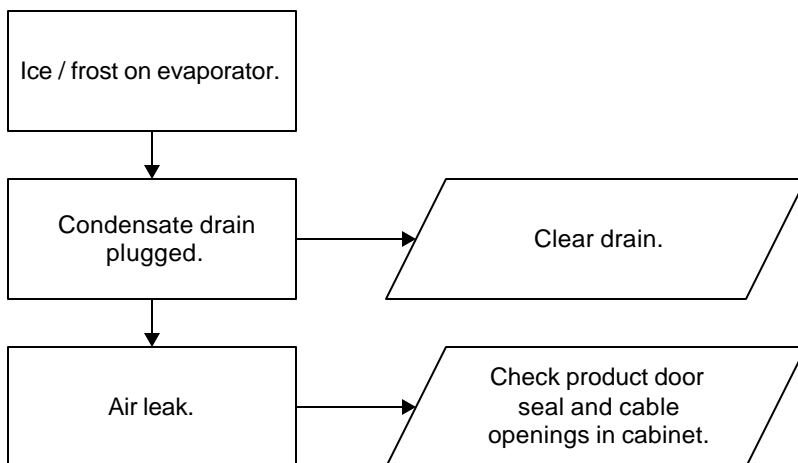 Ice / frost on evaporator.
Condensate drain
plugged.
Clear drain.
Air leak.
Check product door
seal and cable
openings in cabinet.